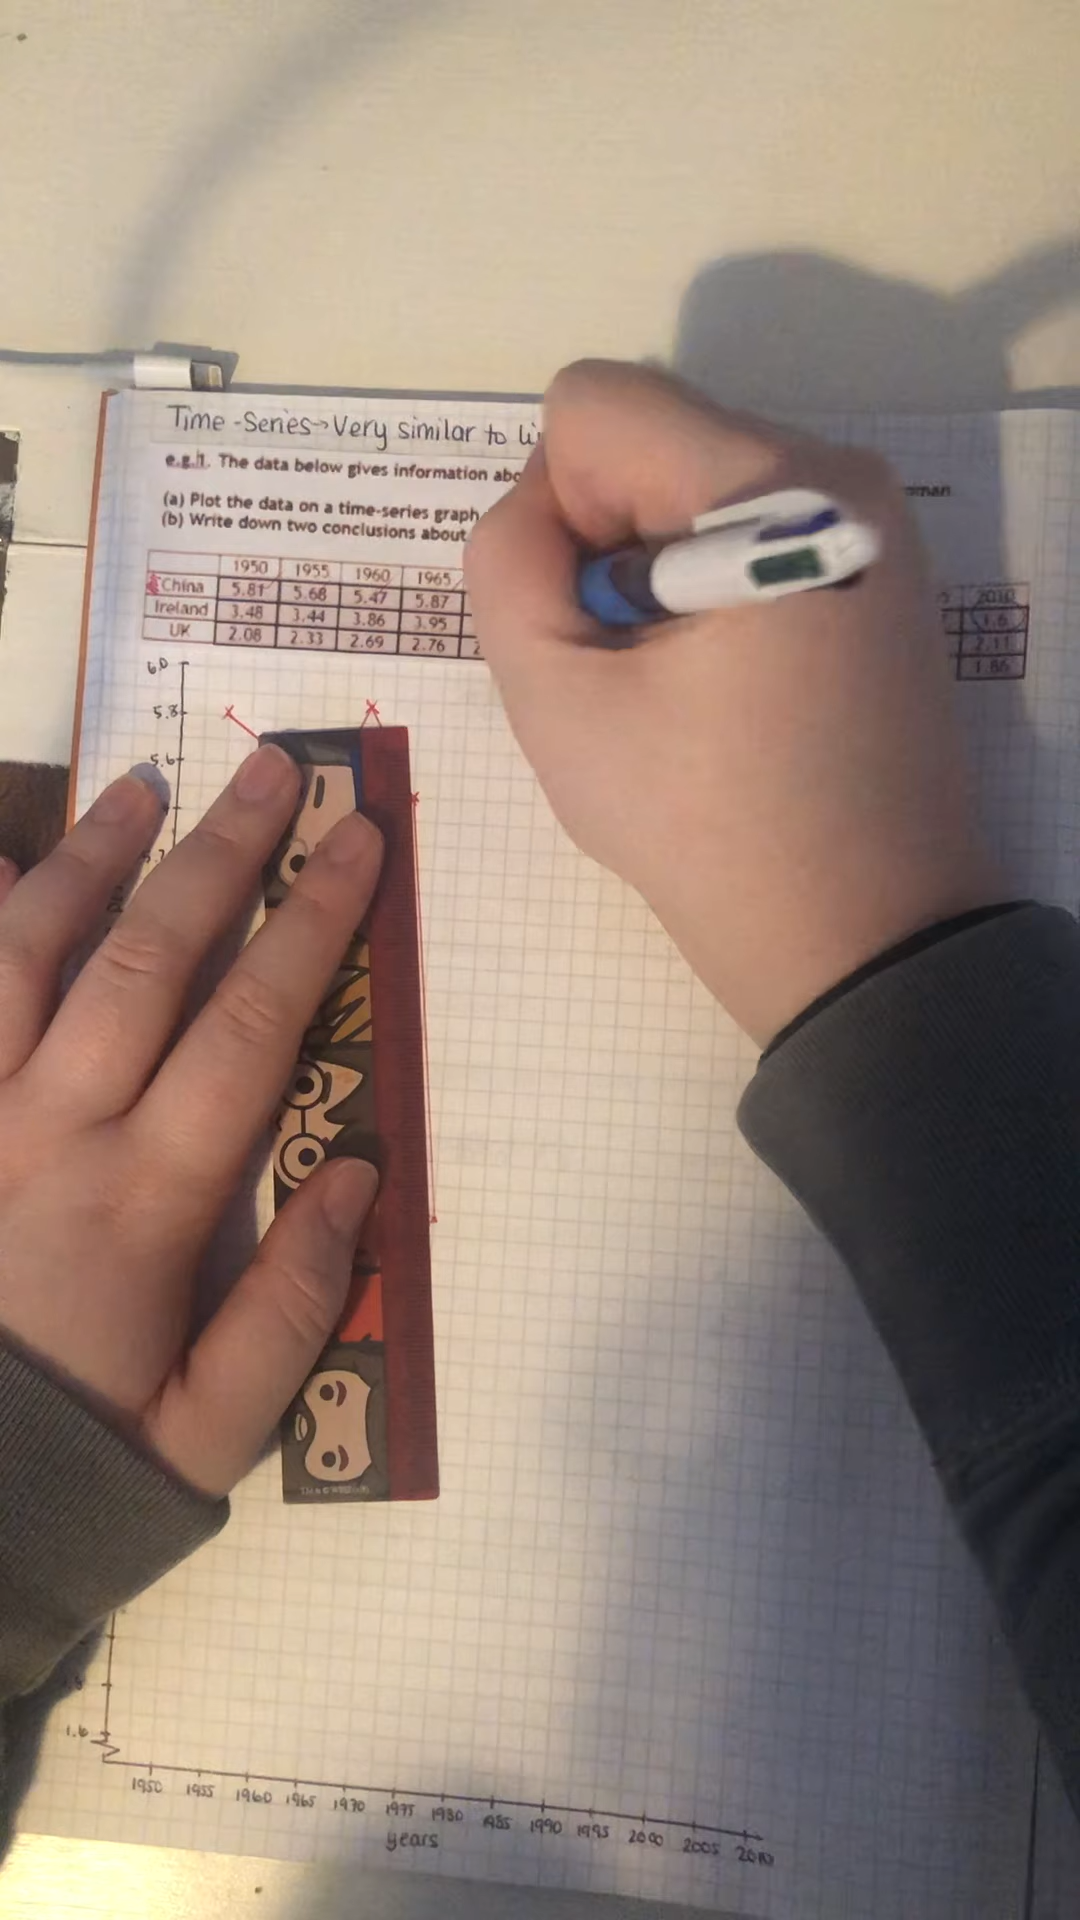 Time-Series→Very similar to li
e.g.1. The data below gives information abo
(a) Plot the data on a time-series graph
(b) Write down two conclusions about
1950 1955 1960 1965 2010
China 5.81 5.68 5.47 5.87 1.6
Ireland 3.48 3.44 3.86 3.95 2.11
UK 2.08 2.33 2.69 2.76 2 1.86
6.0
5.8
5.6
1.6
1950 1955 1960 1965 1970 1975 1980 1985 1990 1995 2000 2005 2010
years